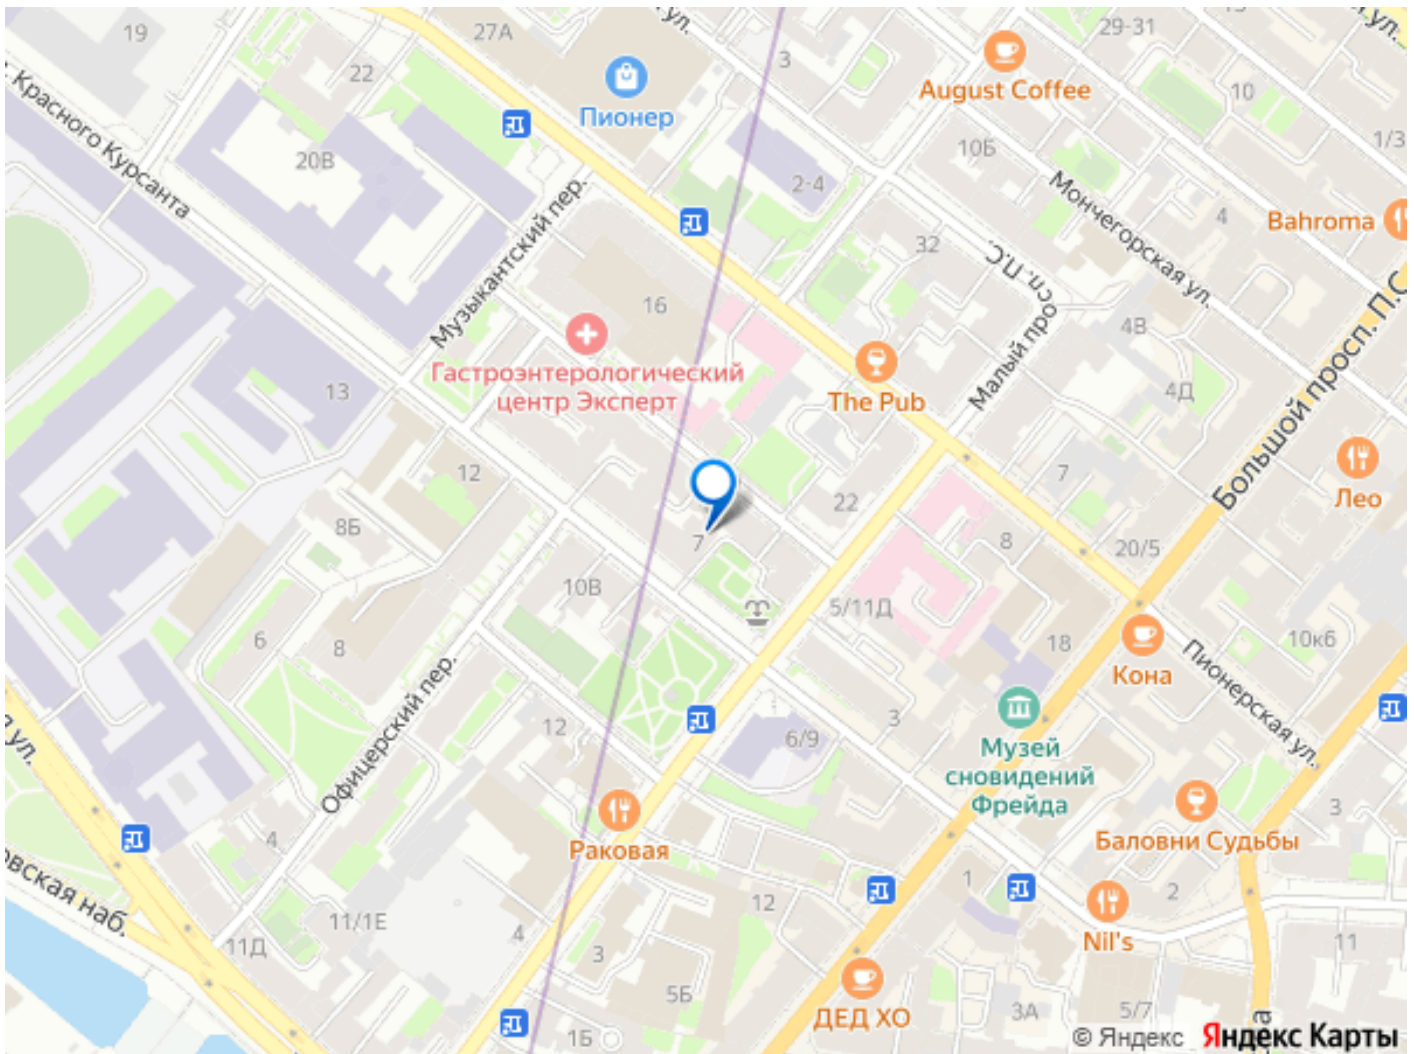 19
27А
ул.
3
29-31
ул.
August Coffee
10
1/3
22
Пионер
Красного Курсанта
20В
10Б
2-4
Мончегорская ул.
4
Bahroma
Музыкантский пер.
32
Малый просп. П.С.
16
4В
Большой просп. П.С
Гастроэнтерологический
центр Эксперт
The Pub
4Д
13
12
7
Лео
8Б
22
7
8
20/5
10В
5/11Д
6
8
18
10к6
Кона
Пионерская ул.
Офицерский пер.
12
3
6/9
Музей
сновидений
Фрейда
ул.
Раковая
3
Баловни Судьбы
4
овская наб.
11/1Е
11Д
4
12
1
2
Nil's
11
3
5Б
ДЕД ХО
3А
5/7
1Б
© Яндекс Яндекс Карты